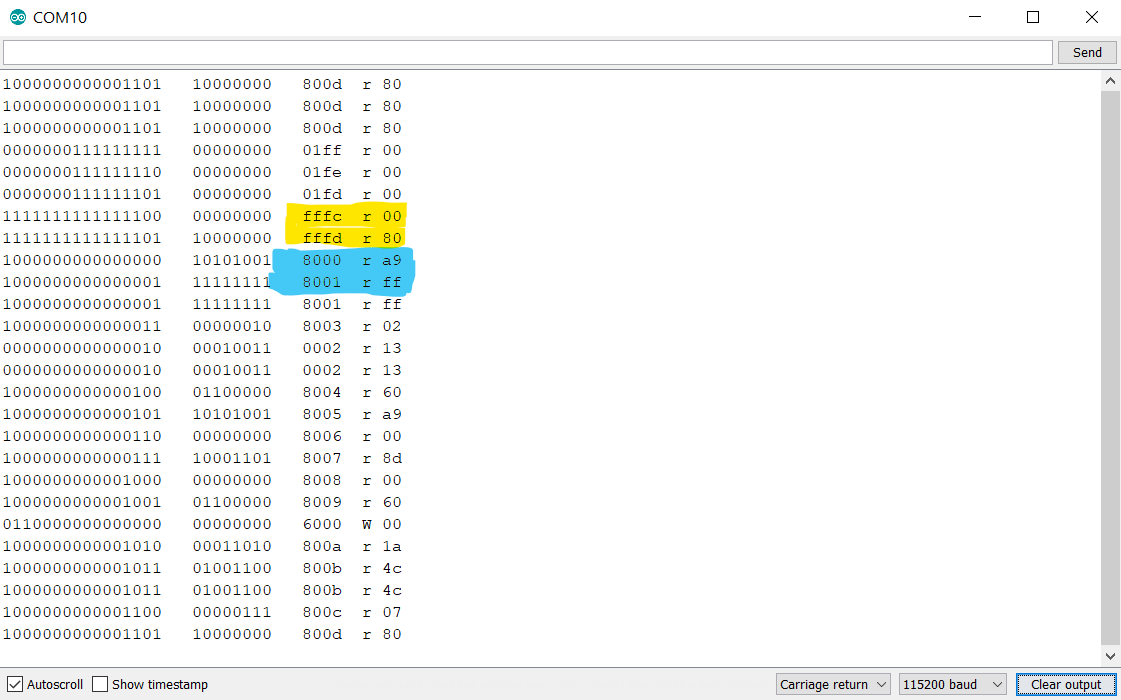 COM10
Send
1000000000001101 10000000 800d r 80
1000000000001101 10000000 800d r 80
1000000000001101 10000000 800d r 80
0000000111111111 00000000 01ff r 00
0000000111111110 00000000 01fe r 00
0000000111111101 00000000 01fd r 00
1111111111111100 00000000 fffc r 00
1111111111111101 10000000 fffd r 80
1000000000000000 10101001 8000 r a9
1000000000000001 11111111 8001 r ff
1000000000000001 11111111 8001 r ff
1000000000000011 00000010 8003 r 02
0000000000000010 00010011 0002 r 13
0000000000000010 00010011 0002 r 13
1000000000000100 01100000 8004 r 60
1000000000000101 10101001 8005 r a9
1000000000000110 00000000 8006 r 00
1000000000000111 10001101 8007 r 8d
1000000000001000 00000000 8008 r 00
1000000000001001 01100000 8009 r 60
0110000000000000 00000000 6000 W 00
1000000000001010 00011010 800a r 1a
1000000000001011 01001100 800b r 4c
1000000000001011 01001100 800b r 4c
1000000000001100 00000111 800c r 07
1000000000001101 10000000 800d r 80
Autoscroll Show timestamp Carriage return 115200 baud Clear output